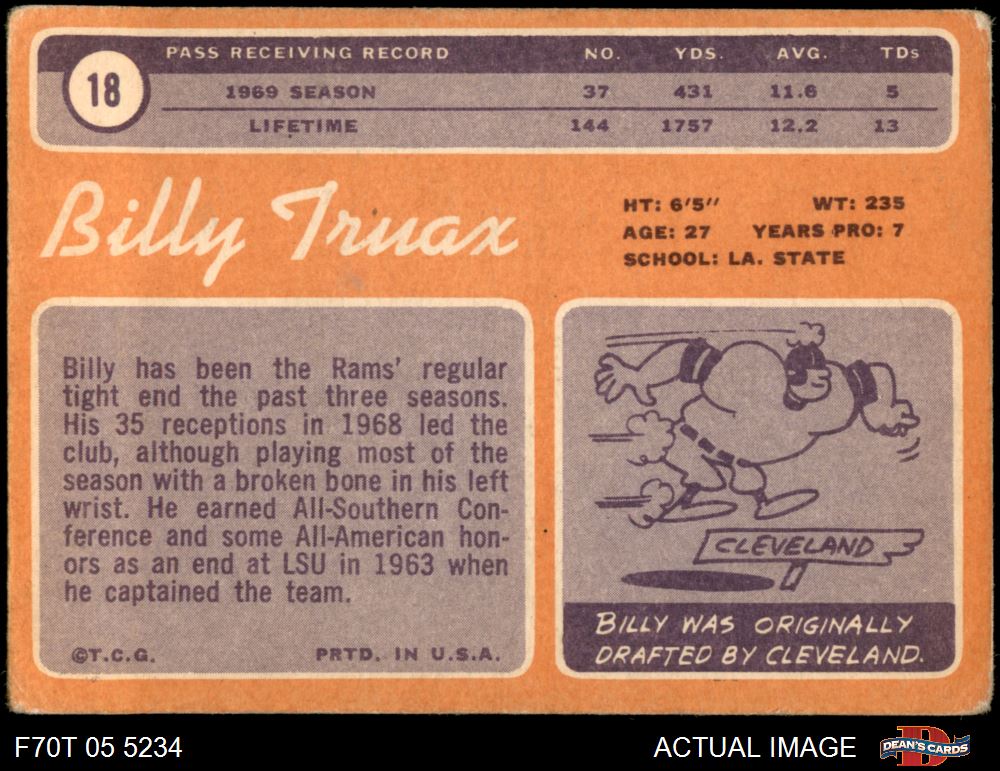 18
PASS RECEIVING RECORD NO. YDS. AVG. TDs
1969 SEASON 37 431 11.6 5
LIFETIME 144 1757 12.2 13
Billy Truax
HT: 6'5" WT: 235
AGE: 27 YEARS PRO: 7
SCHOOL: LA. STATE
Billy has been the Rams' regular
tight end the past three seasons.
His 35 receptions in 1968 led the
club, although playing most of the
season with a broken bone in his left
wrist. He earned All-Southern Con-
ference and some All-American hon-
ors as an end at LSU in 1963 when
he captained the team.
©T.C.G. PRTD. IN U.S.A.
CLEVELAND
BILLY WAS ORIGINALLY
DRAFTED BY CLEVELAND.
F70T 05 5234 ACTUAL IMAGE DEAN'S CARDS